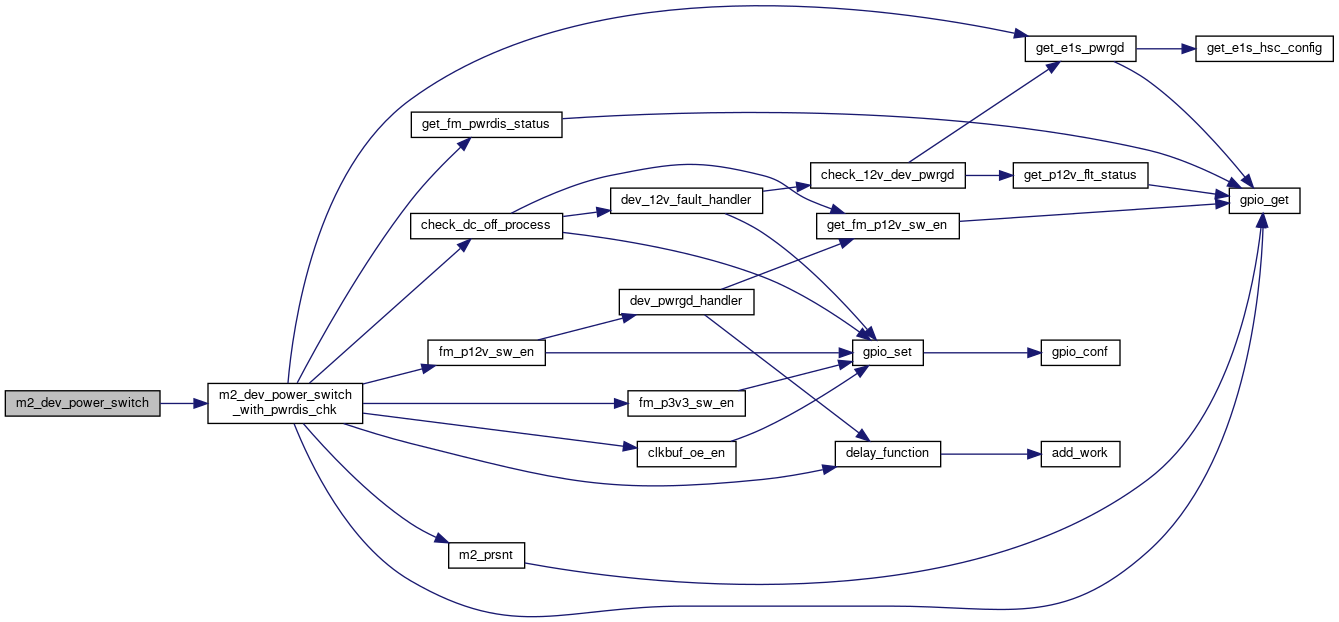 get_e1s_pwrgd
get_e1s_hsc_config
get_fm_pwrdis_status
check_12v_dev_pwrgd
get_p12v_flt_status
dev_12v_fault_handler
gpio_get
check_dc_off_process
get_fm_p12v_sw_en
dev_pwrgd_handler
fm_p12v_sw_en
gpio_set
gpio_conf
m2_dev_power_switch
m2_dev_power_switch
_with_pwrdis_chk
fm_p3v3_sw_en
clkbuf_oe_en
delay_function
add_work
m2_prsnt